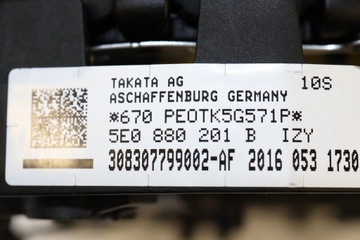 TAKATA AG 10S
ASCHAFFENBURG GERMANY
*670 PEOTK5G571P*
5E0 880 201 B IZY
308307799002-AF 2016 053 1730